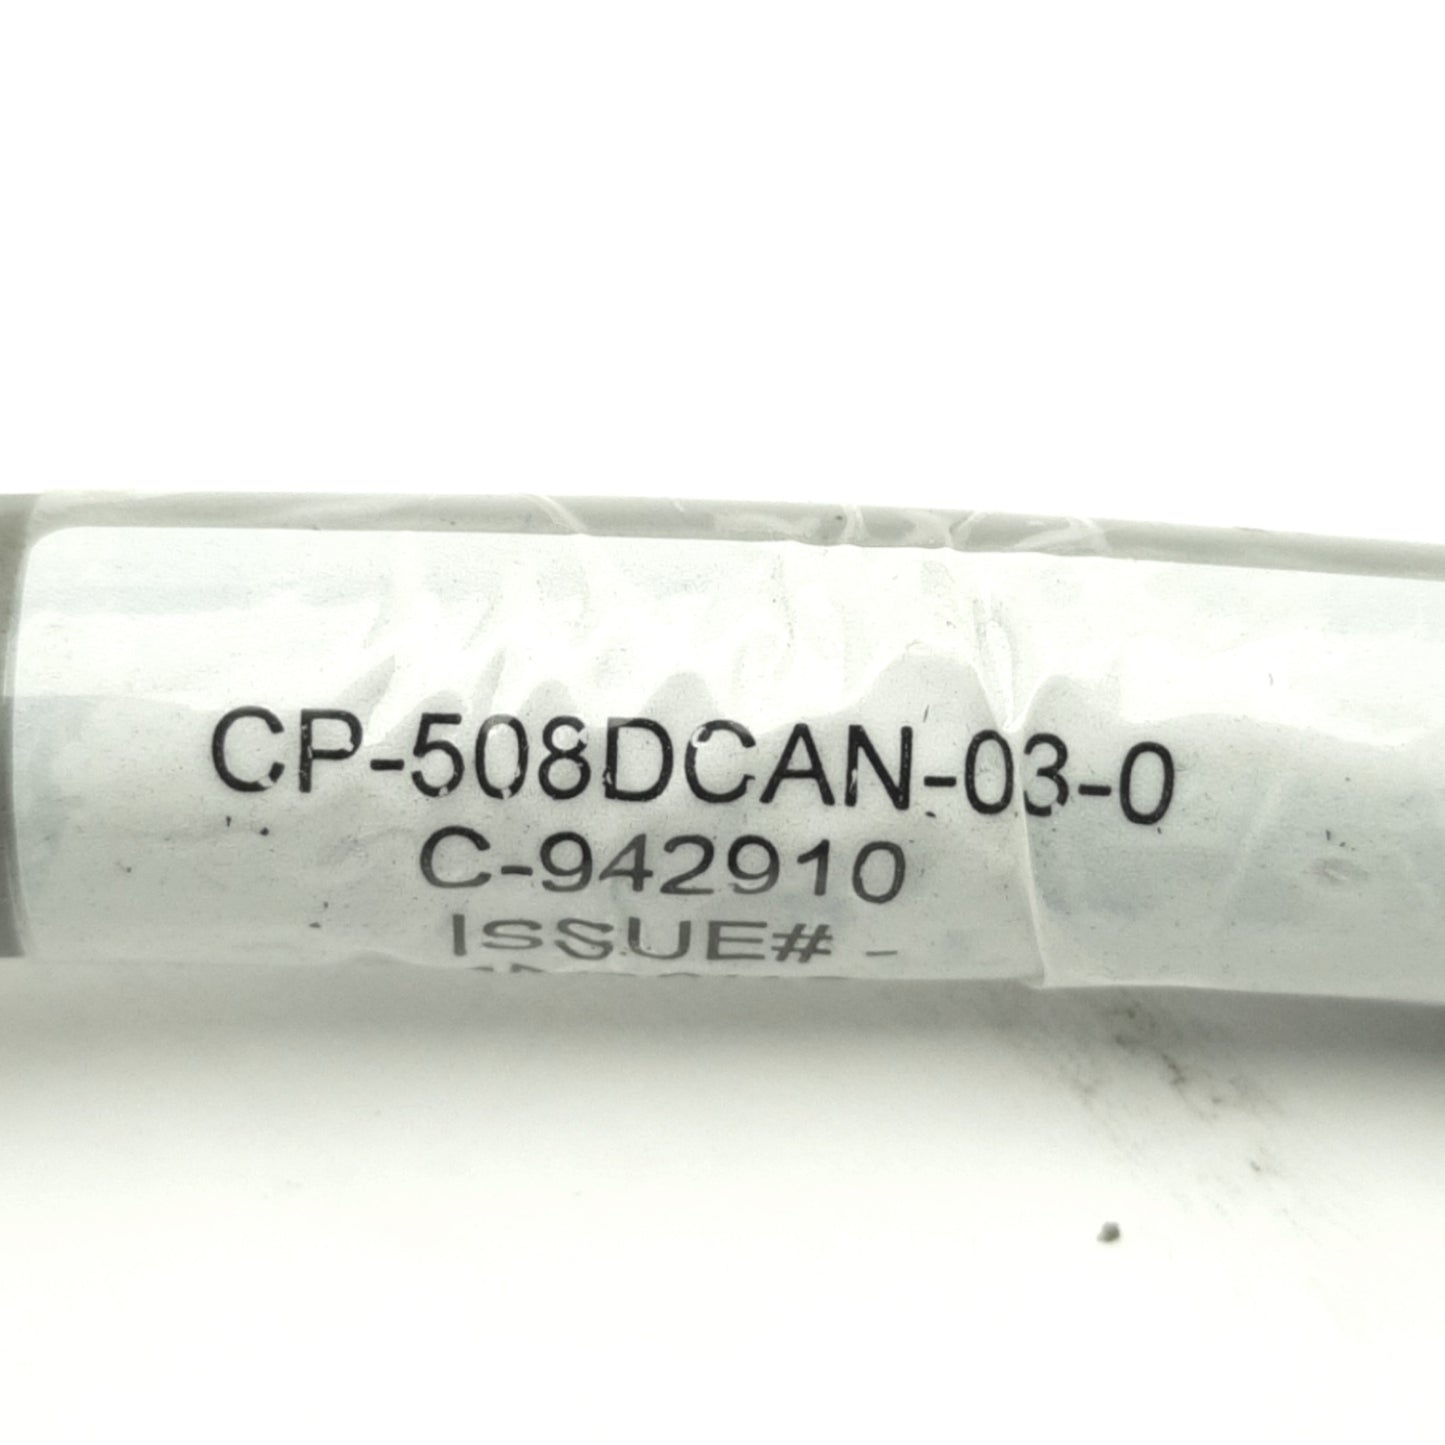 CP-508DCAN-03-0
C-942910
ISSUE# -